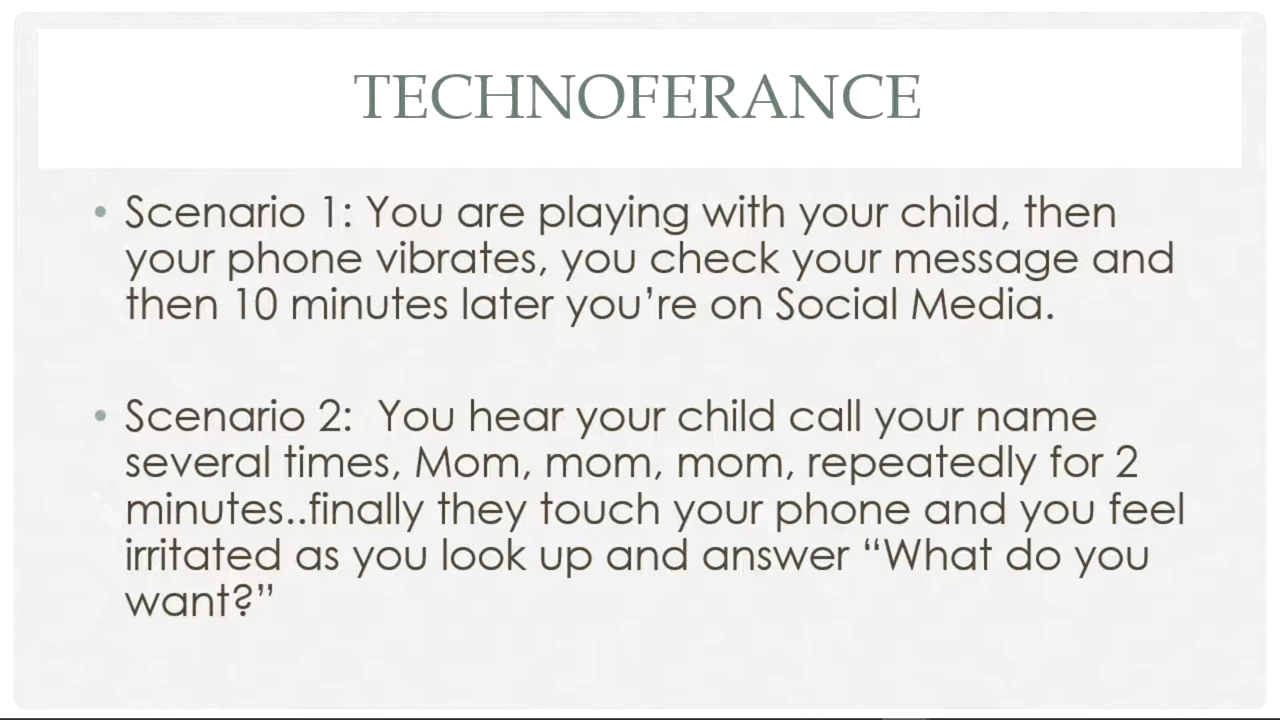 TECHNOFERANCE
• Scenario 1: You are playing with your child, then
your phone vibrates, you check your message and
then 10 minutes later you’re on Social Media.
• Scenario 2:  You hear your child call your name
several times, Mom, mom, mom, repeatedly for 2
minutes..finally they touch your phone and you feel
irritated as you look up and answer “What do you
want?”